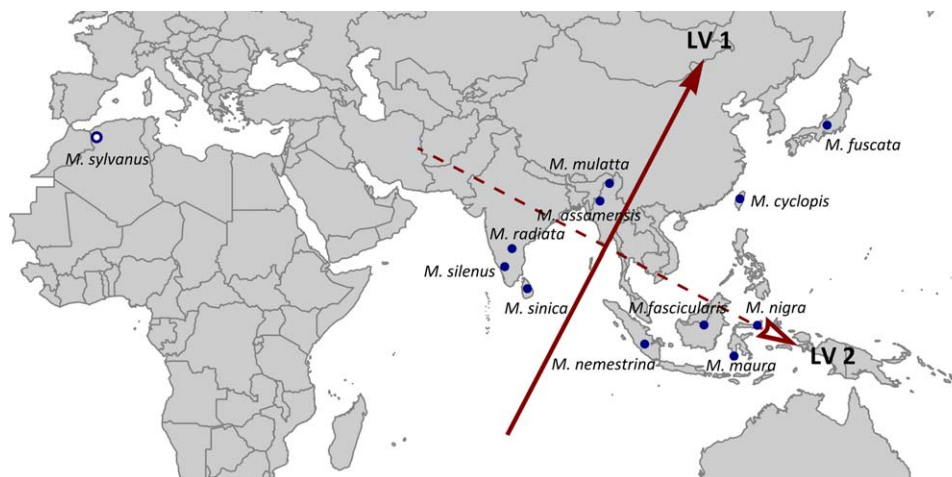 LV 1
M. fuscata
M. sylvanus
M. mulatta
M. cyclopis
M. assamensis
M. radiata
M. silenus
M. sinica
M.fascicularis
M. nigra
LV 2
M. nemestrina
M. maura